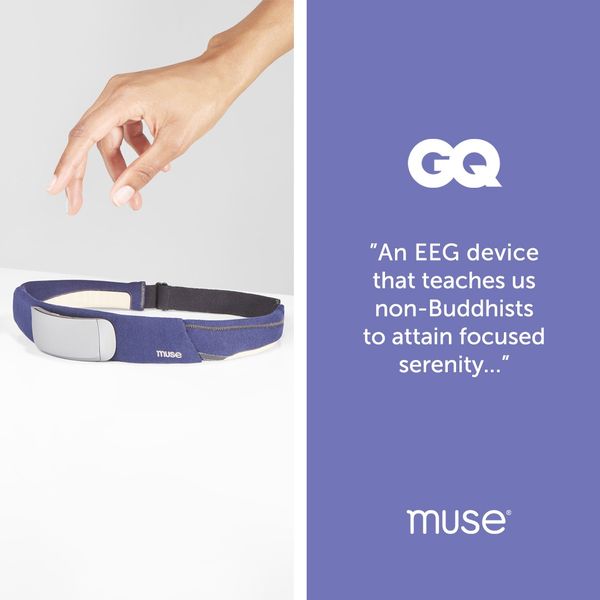 muse
GQ
"An EEG device
that teaches us
non-Buddhists
to attain focused
serenity..."
muse®